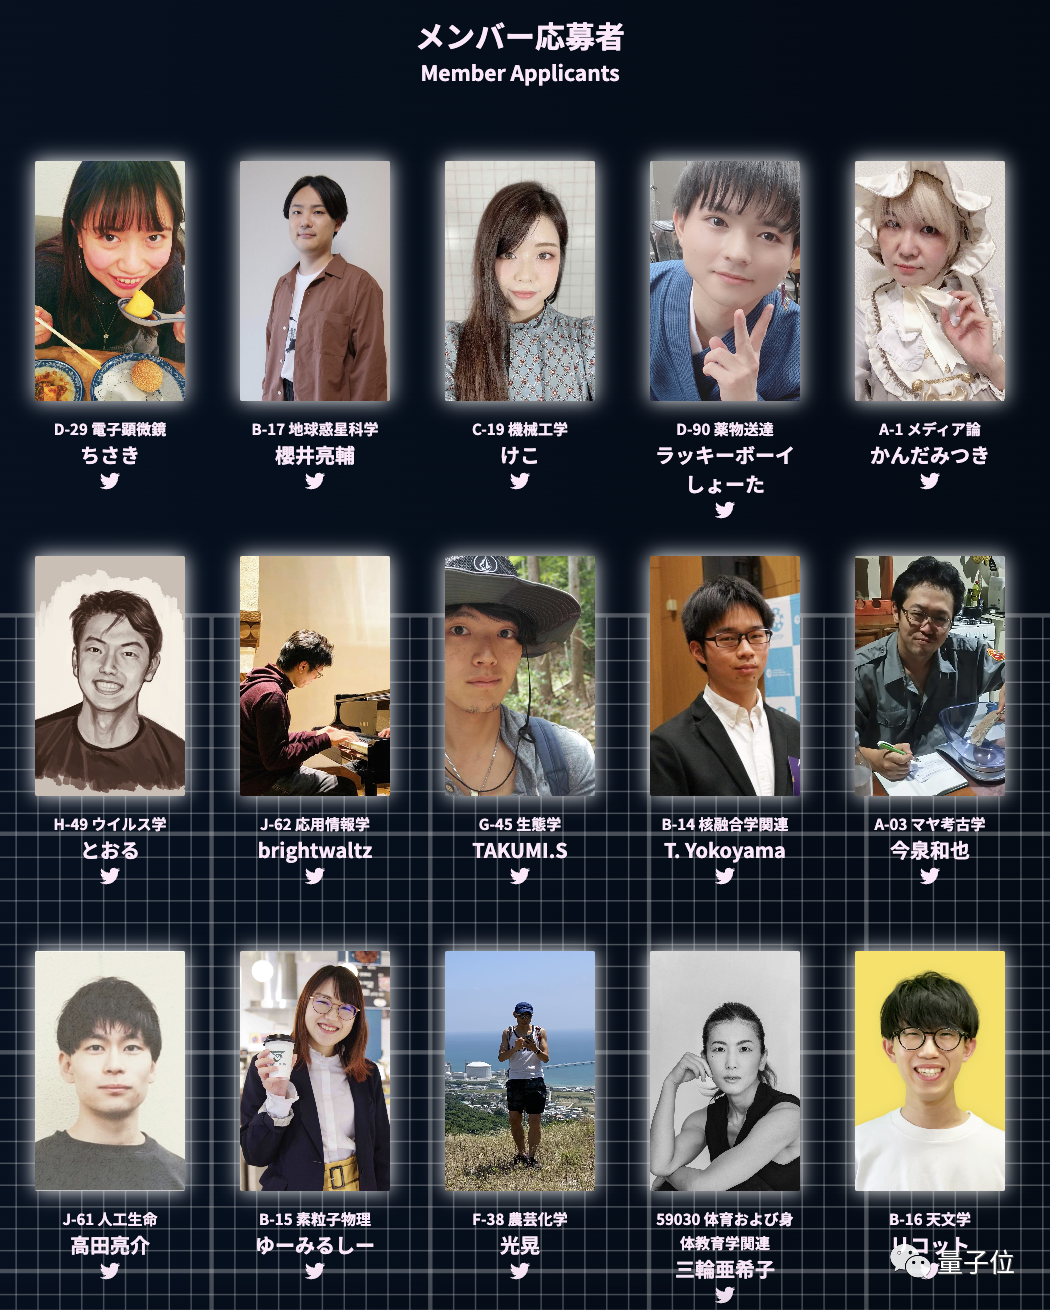 メンバー応募者
Member Applicants
D-29 電子顕微鏡
ちさき
B-17 地球惑星科学
櫻井亮輔
C-19 機械工学
けこ
D-90 薬物送達
ラッキーボーイ
しょーた
A-1 メディア論
かんだみつき
H-49 ウイルス学
とおる
J-62 応用情報学
brightwaltz
G-45 生態学
TAKUMI.S
B-14 核融合学関連
T. Yokoyama
A-03 マヤ考古学
今泉和也
J-61 人工生命
高田亮介
B-15 素粒子物理
ゆーみるしー
F-38 農芸化学
光晃
59030 体育および身
体教育学関連
三輪亜希子
B-16 天文学
リコット
量子位